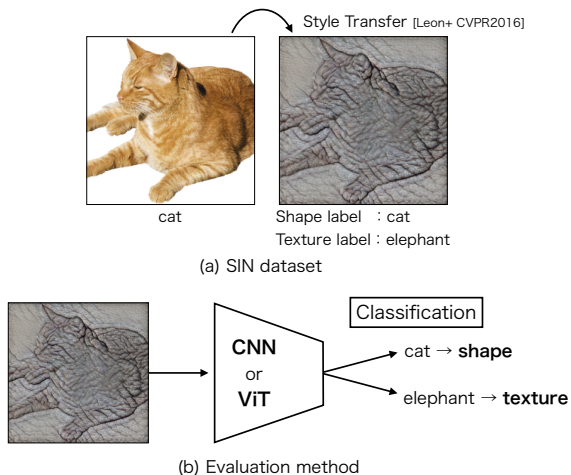 Style Transfer [Leon+ CVPR2016]
cat
Shape label : cat
Texture label : elephant
(a) SIN dataset
Classification
CNN
or
ViT
cat → shape
elephant → texture
(b) Evaluation method